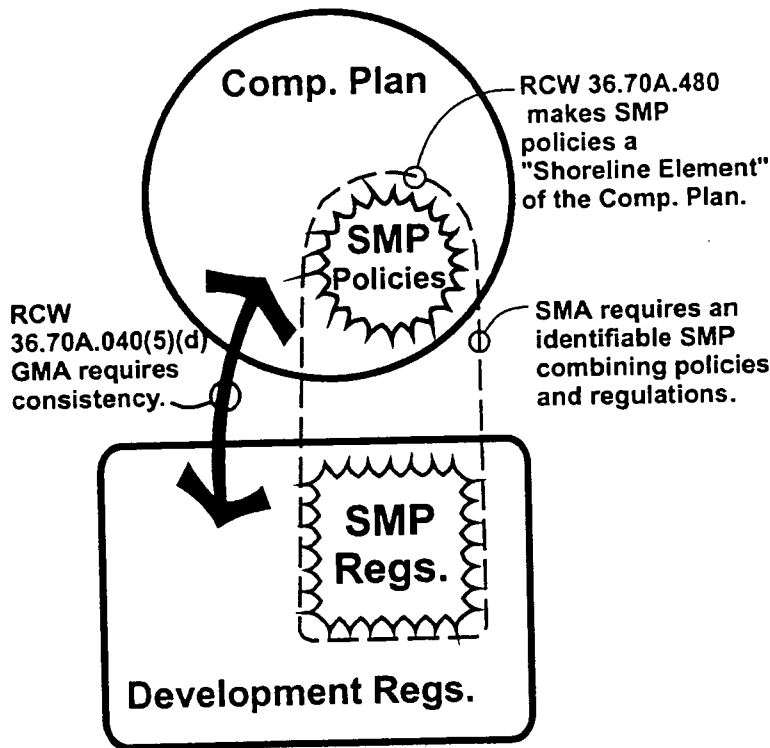 Comp. Plan
RCW 36.70A.480
makes SMP
policies a
"Shoreline Element"
of the Comp. Plan.
SMP
Policies
RCW
36.70A.040(5)(d)
GMA requires
consistency.
SMA requires an
identifiable SMP
combining policies
and regulations.
SMP
Regs.
Development Regs.